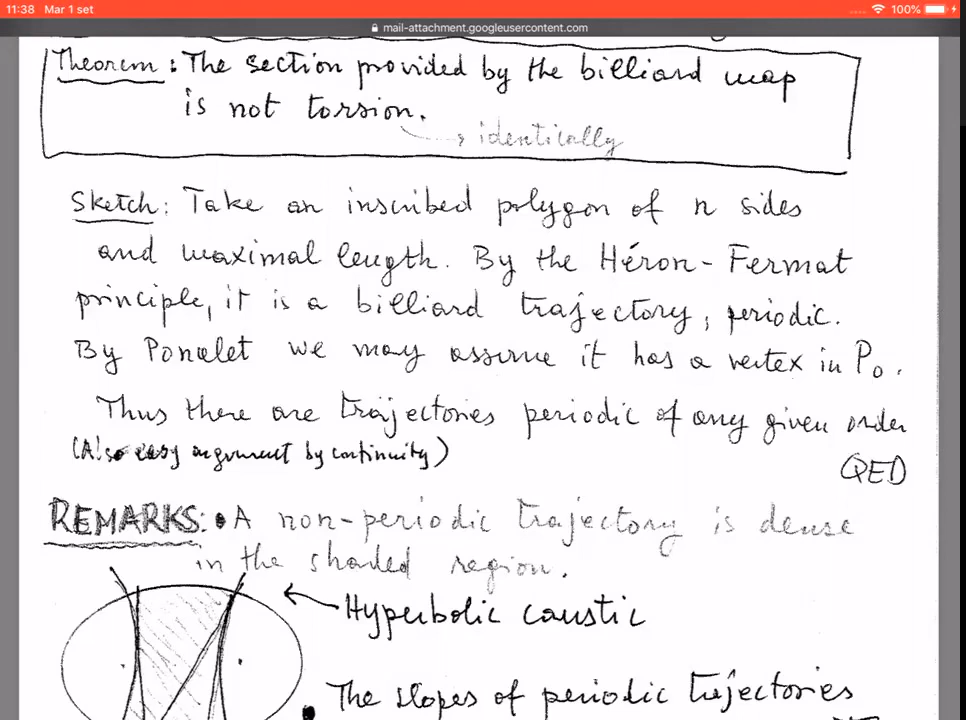 11:38 Mar 1 set
100%
mail-attachment.googleusercontent.com
Theorem: The section provided by the billiard map
is not torsion.
identically
Sketch: Take an inscribed polygon of n sides
and maximal length. By the Héron-Fermat
principle, it is a billiard trajectory, periodic.
By Poncelet we may assume it has a vertex in P0.
Thus there are trajectories periodic of any given order
(Also easy argument by continuity)
QED
REMARKS: • A non-periodic trajectory is dense
in the shaded region.
Hyperbolic caustic
• The slopes of periodic trajectories